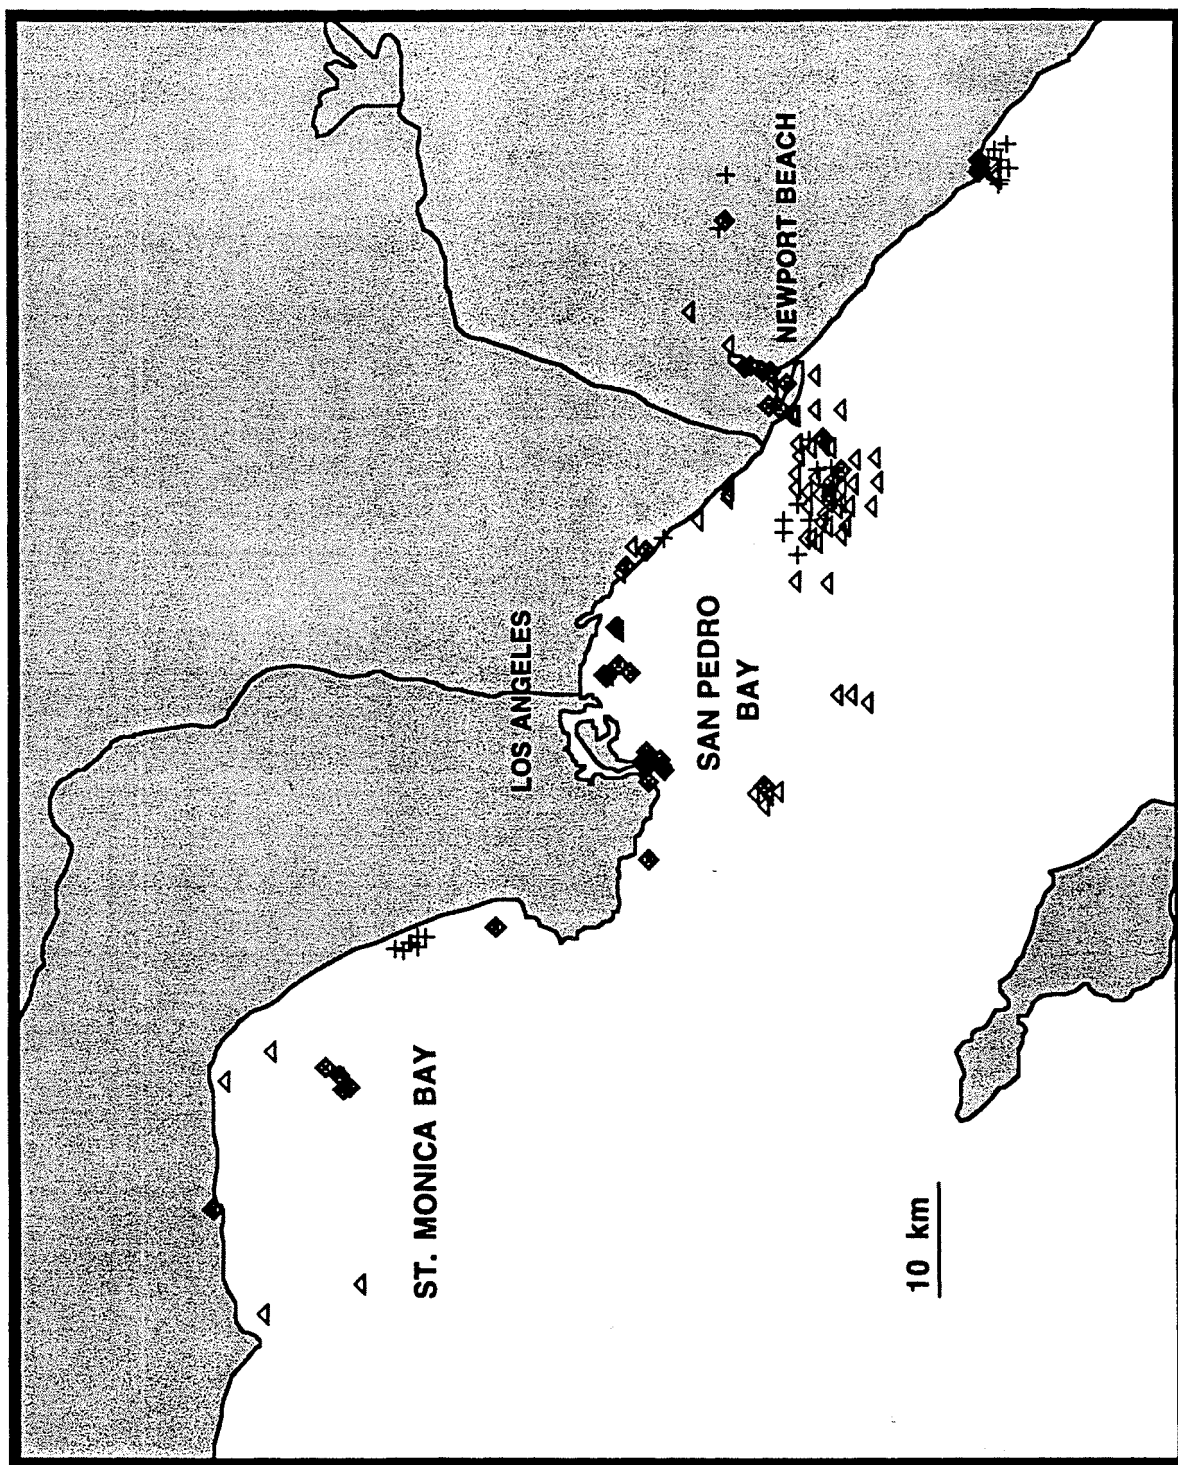 LOS ANGELES
NEWPORT BEACH
SAN PEDRO
BAY
ST. MONICA BAY
10 km